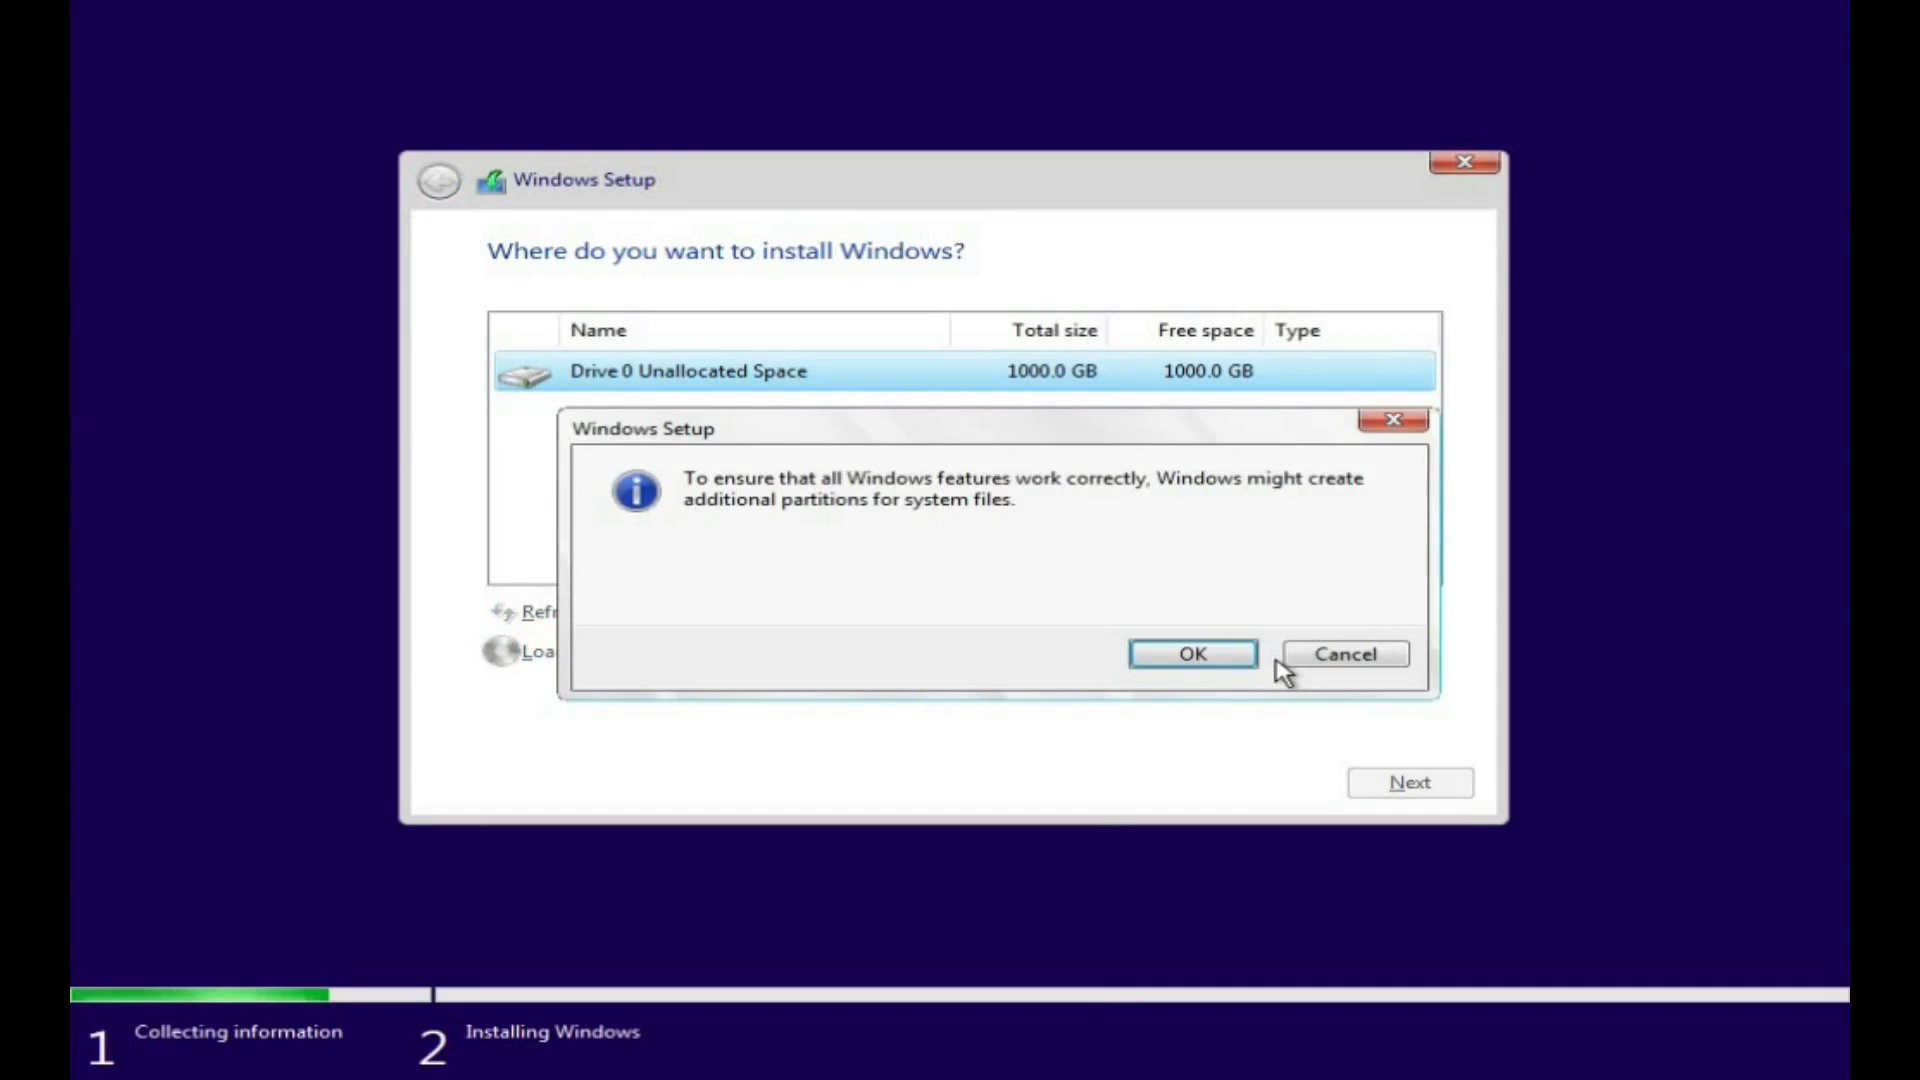 Windows Setup
Where do you want to install Windows?
Name Total size Free space Type
Drive 0 Unallocated Space 1000.0 GB 1000.0 GB
Windows Setup
To ensure that all Windows features work correctly, Windows might create
additional partitions for system files.
OK Cancel
Next
1 Collecting information 2 Installing Windows